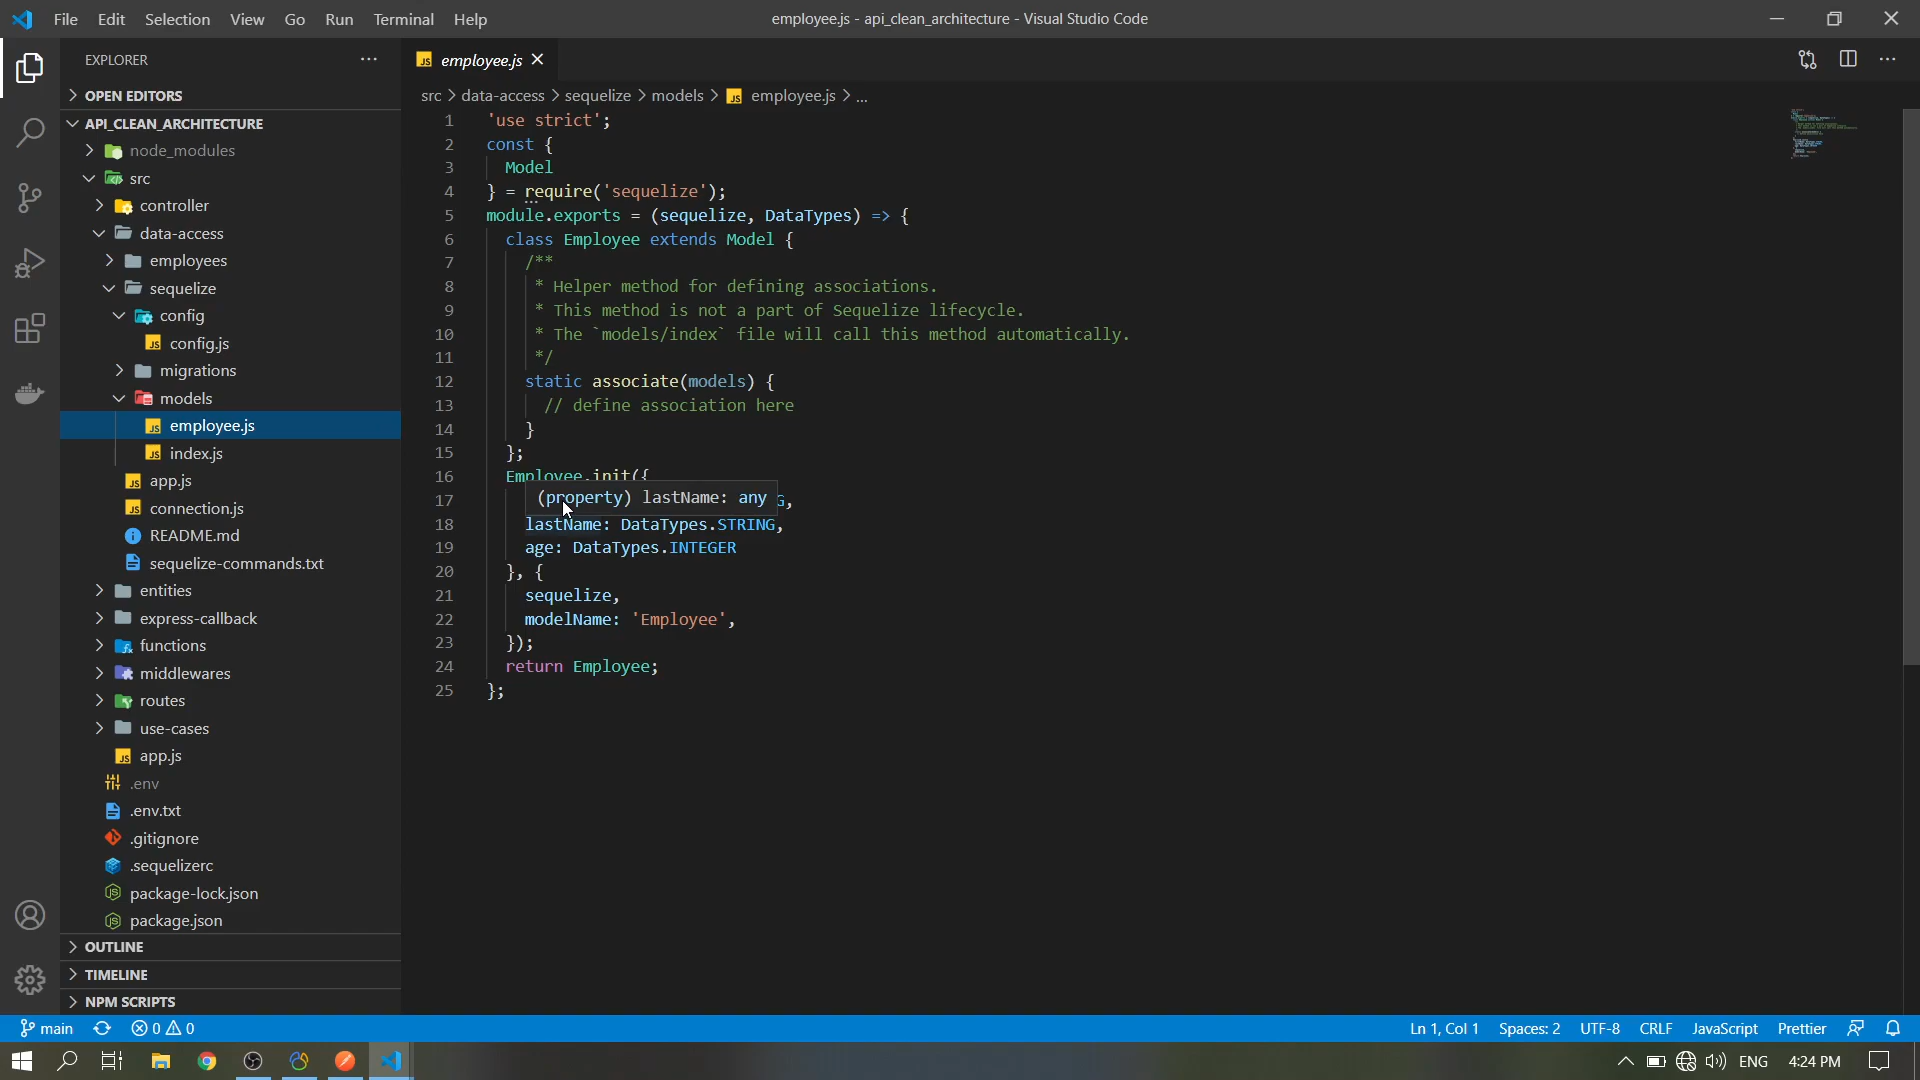 File Edit Selection View Go Run Terminal Help
employee.js - api_clean_architecture - Visual Studio Code
EXPLORER
OPEN EDITORS
API_CLEAN_ARCHITECTURE
node_modules
src
controller
data-access
employees
sequelize
config
config.js
migrations
models
employee.js
index.js
app.js
connection.js
README.md
sequelize-commands.txt
entities
express-callback
functions
middlewares
routes
use-cases
app.js
.env
.env.txt
.gitignore
.sequelizerc
package-lock.json
package.json
OUTLINE
TIMELINE
NPM SCRIPTS
employee.js
src > data-access > sequelize > models > employee.js > ...
1 'use strict';
2 const {
3 Model
4 } = require('sequelize');
5 module.exports = (sequelize, DataTypes) => {
6 class Employee extends Model {
7 /**
8 * Helper method for defining associations.
9 * This method is not a part of Sequelize lifecycle.
10 * The `models/index` file will call this method automatically.
11 */
12 static associate(models) {
13 // define association here
14 }
15 };
16 Employee.init({
(property) lastName: any
17 G,
18 lastName: DataTypes.STRING,
19 age: DataTypes.INTEGER
20 }, {
21 sequelize,
22 modelName: 'Employee',
23 });
24 return Employee;
25 };
main 0 0
Ln 1, Col 1 Spaces: 2 UTF-8 CRLF JavaScript Prettier
ENG 4:24 PM